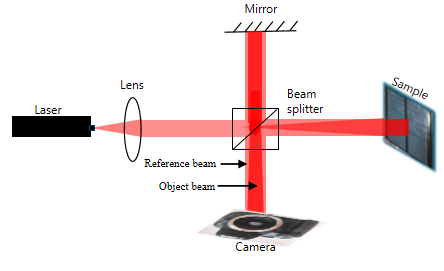 Mirror
Lens
Laser
Beam
splitter
Sample
Reference beam
Object beam
Camera